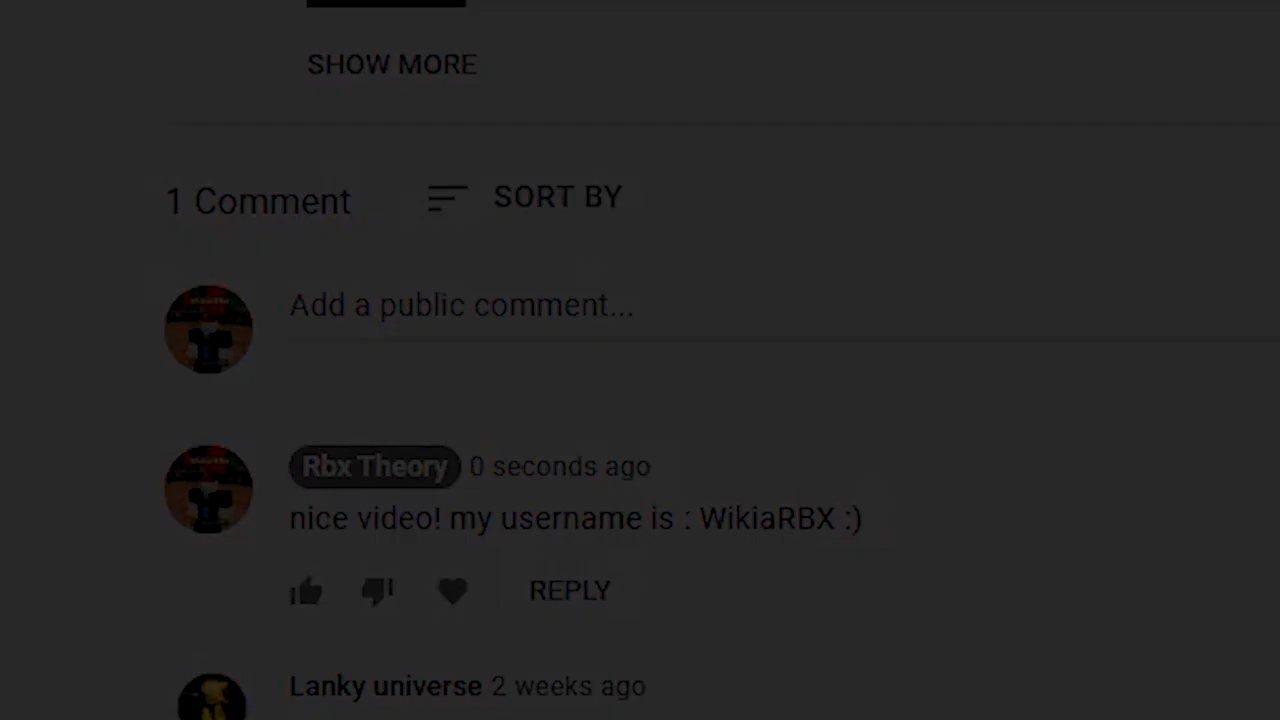 SHOW MORE
1 Comment
SORT BY
Add a public comment...
Rbx Theory 0 seconds ago
nice video! my username is : WikiaRBX :)
REPLY
Lanky universe 2 weeks ago